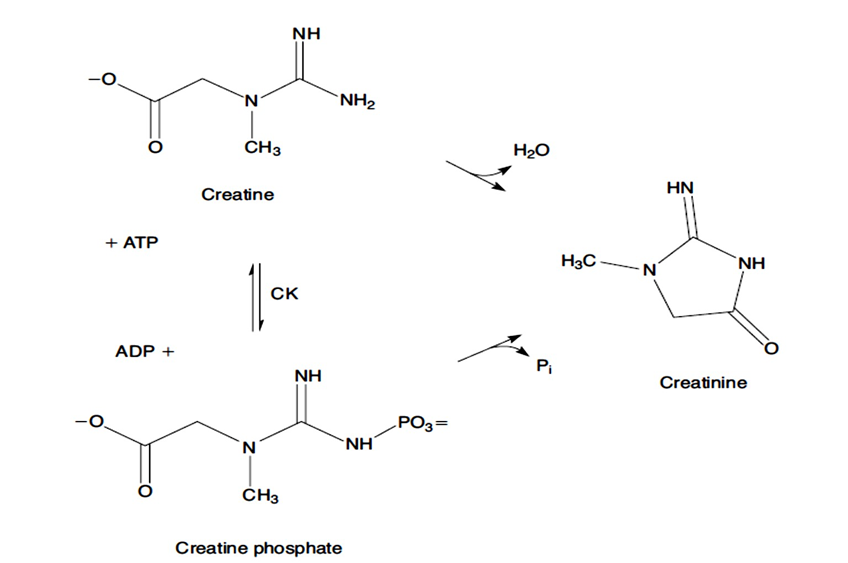 NH
–O
N
NH₂
O
CH₃
Creatine
+ ATP
CK
ADP +
NH
–O
N
NH
PO₃=
O
CH₃
Creatine phosphate
H₂O
Pᵢ
HN
H₃C
N
NH
O
Creatinine